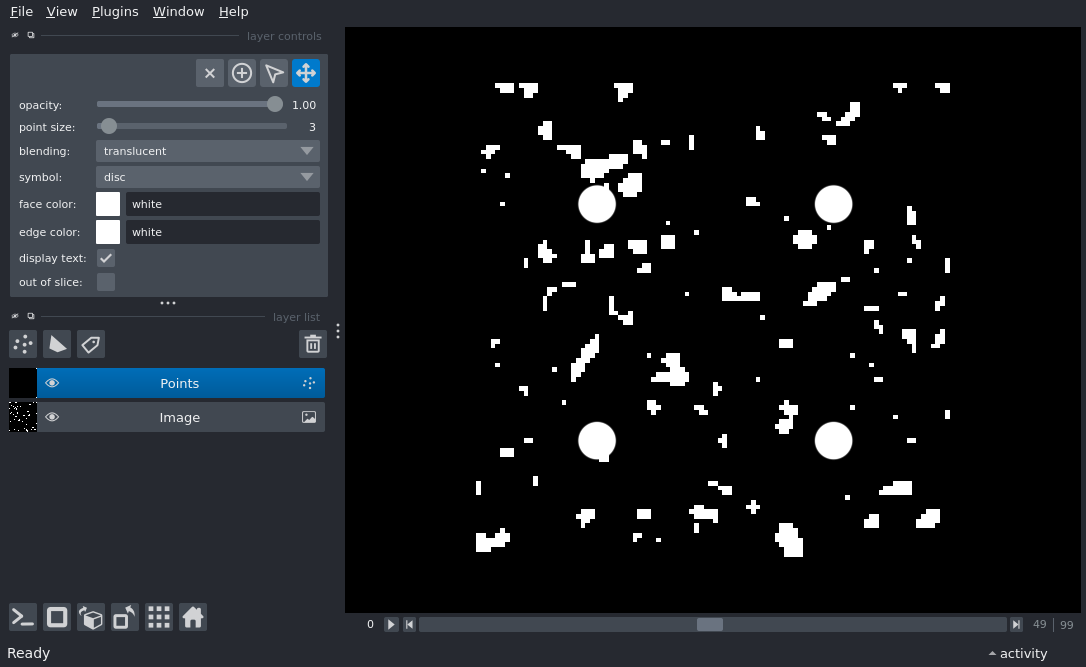 File View Plugins Window Help
layer controls
opacity: 1.00
point size: 3
blending: translucent
symbol: disc
face color: white
edge color: white
display text:
out of slice:
layer list
Points
Image
0 49 | 99
Ready activity